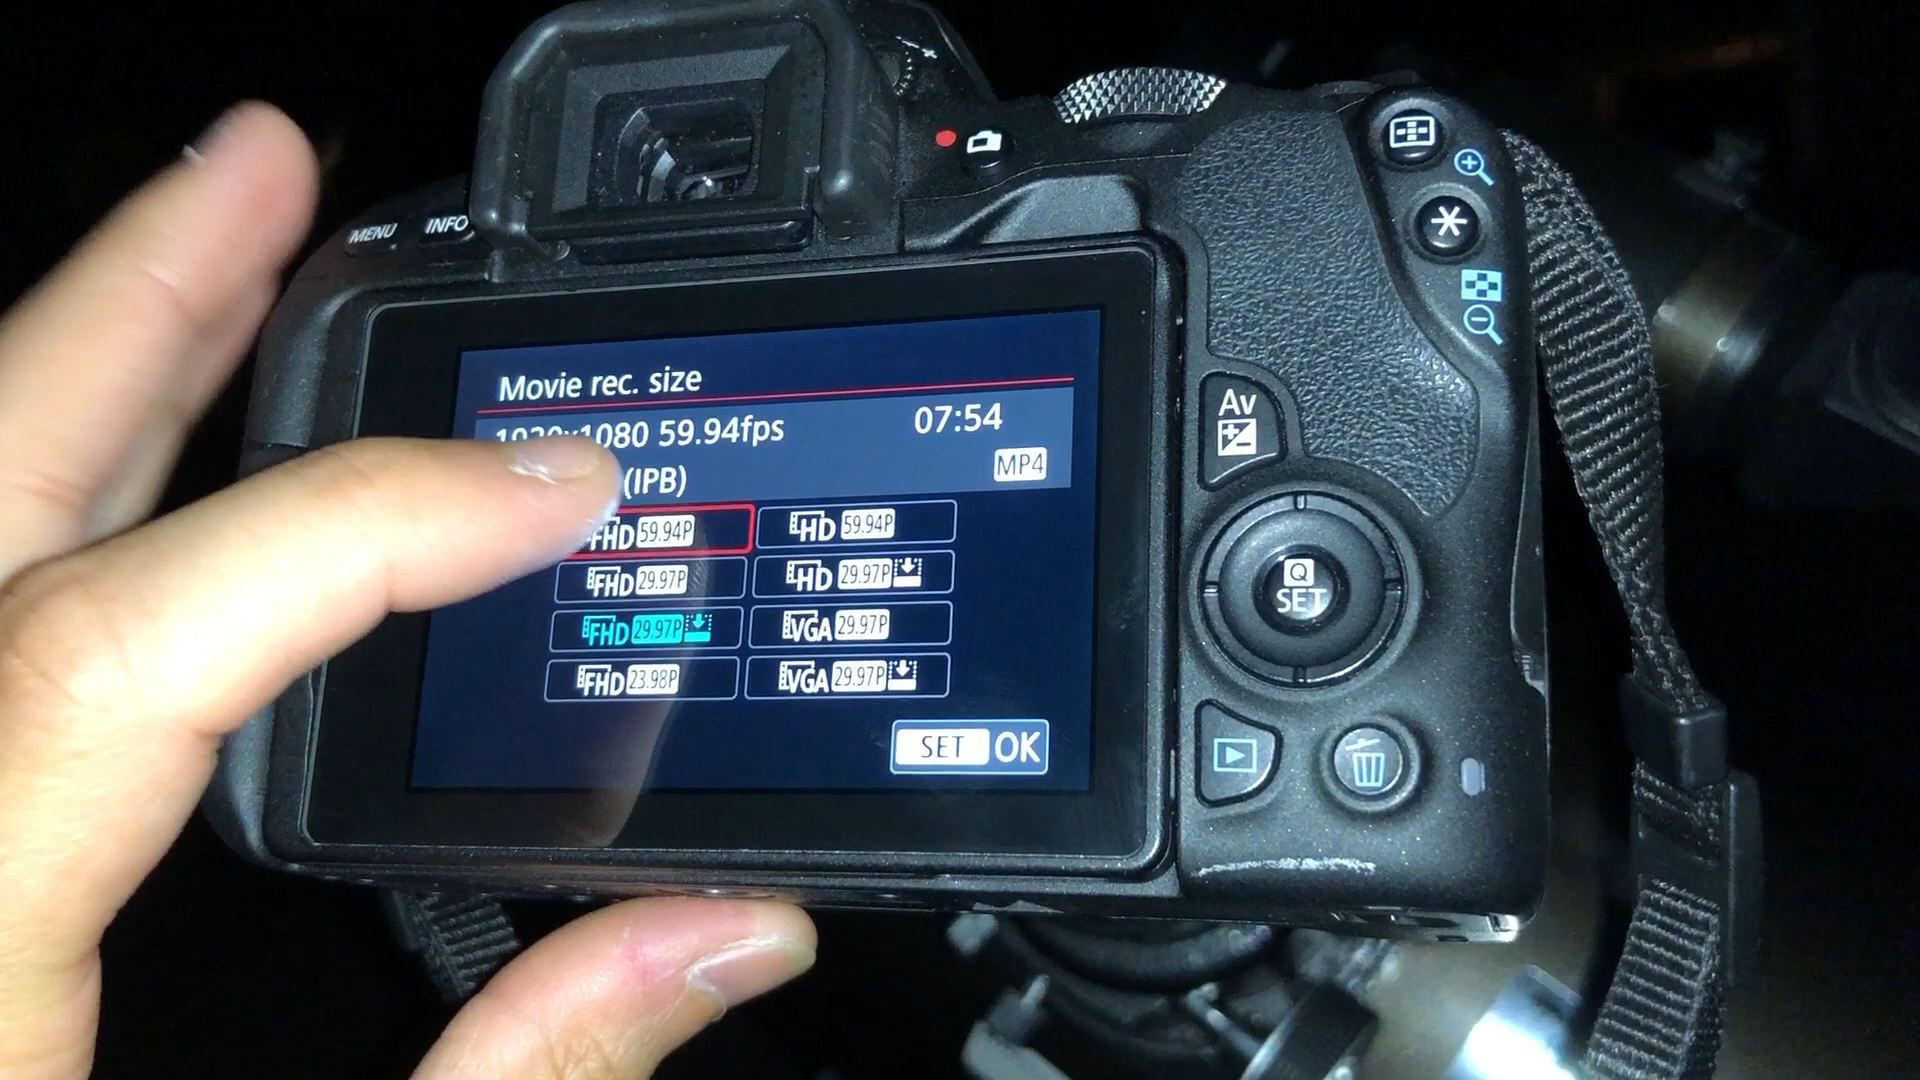 MENU INFO
Movie rec. size
1920x1080 59.94fps 07:54
(IPB) MP4
FHD 59.94P HD 59.94P
FHD 29.97P HD 29.97P
FHD 29.97P VGA 29.97P
FHD 23.98P VGA 29.97P
SET OK
Av
Q
SET